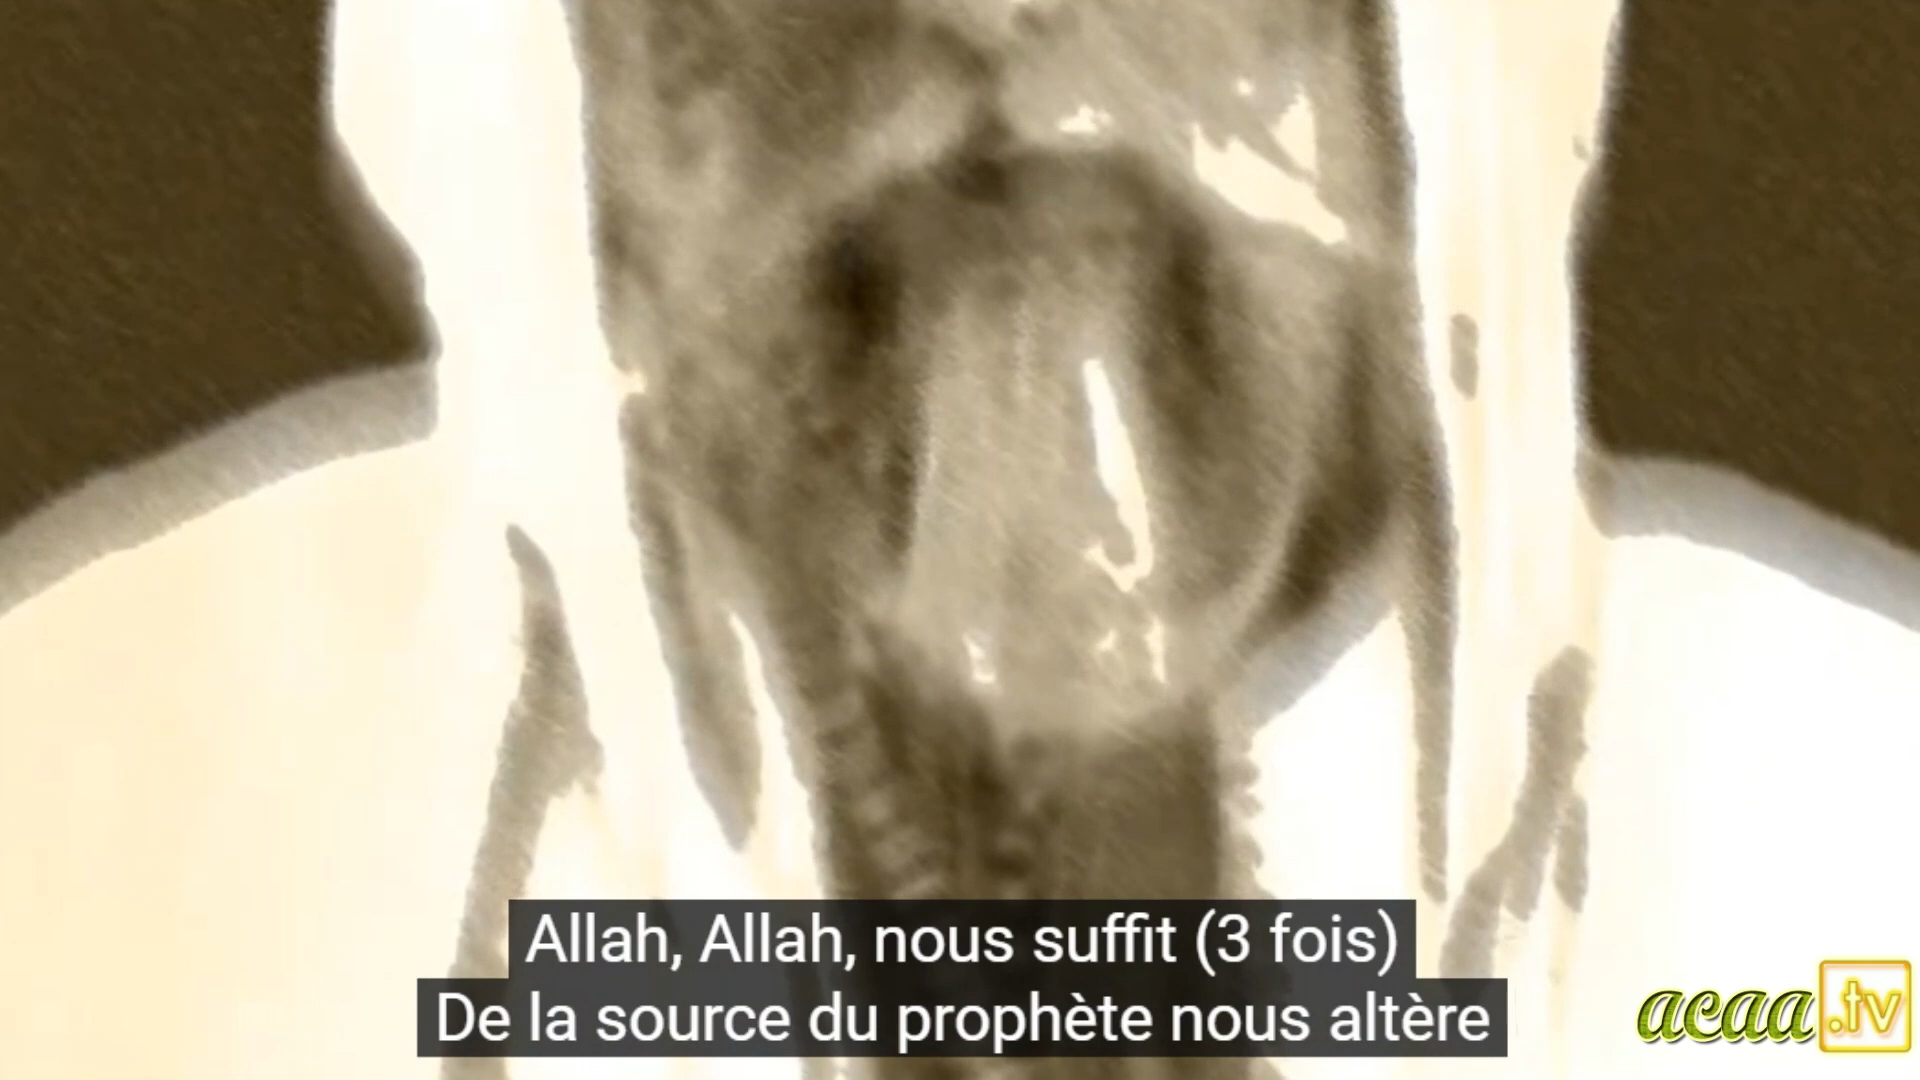 Allah, Allah, nous suffit (3 fois)
De la source du prophète nous altère
acaa.tv